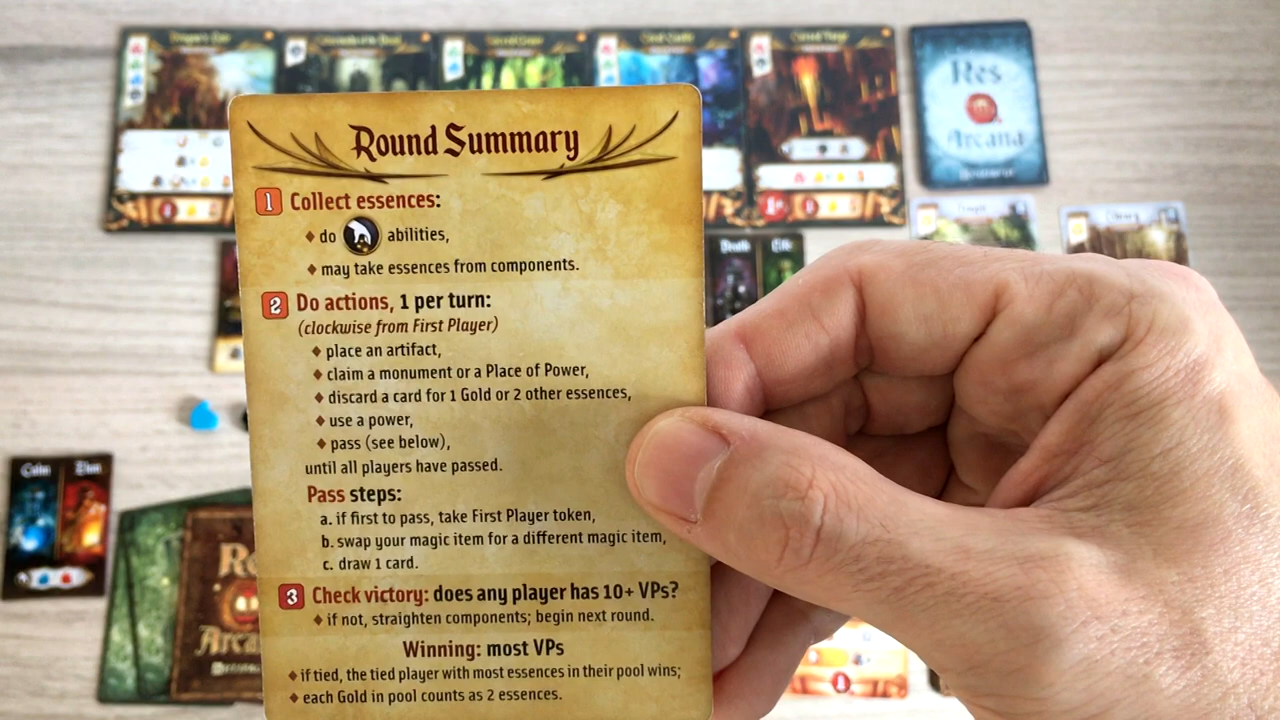 Res
Arcana
Round Summary
1 Collect essences:
♦ do abilities,
♦ may take essences from components.
2 Do actions, 1 per turn:
(clockwise from First Player)
♦ place an artifact,
♦ claim a monument or a Place of Power,
♦ discard a card for 1 Gold or 2 other essences,
♦ use a power,
♦ pass (see below),
until all players have passed.
Pass steps:
a. if first to pass, take First Player token,
b. swap your magic item for a different magic item,
c. draw 1 card.
3 Check victory: does any player has 10+ VPs?
♦ if not, straighten components; begin next round.
Winning: most VPs
♦ if tied, the tied player with most essences in their pool wins;
♦ each Gold in pool counts as 2 essences.
Death Life
Calm Elan